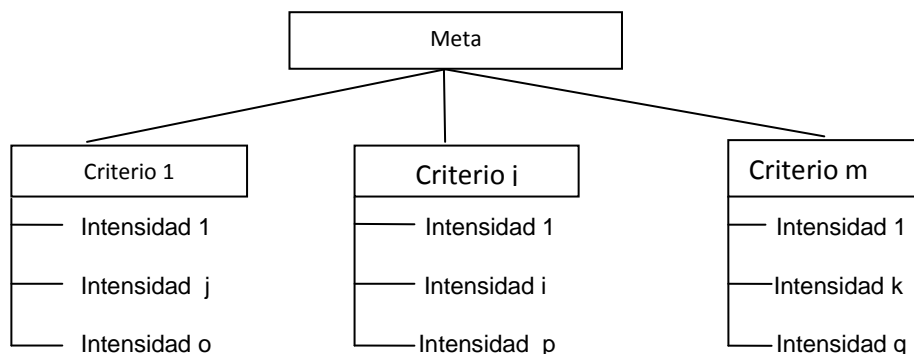 Meta
Criterio 1
Criterio i
Criterio m
Intensidad 1
Intensidad 1
Intensidad 1
Intensidad j
Intensidad i
Intensidad k
Intensidad o
Intensidad p
Intensidad q